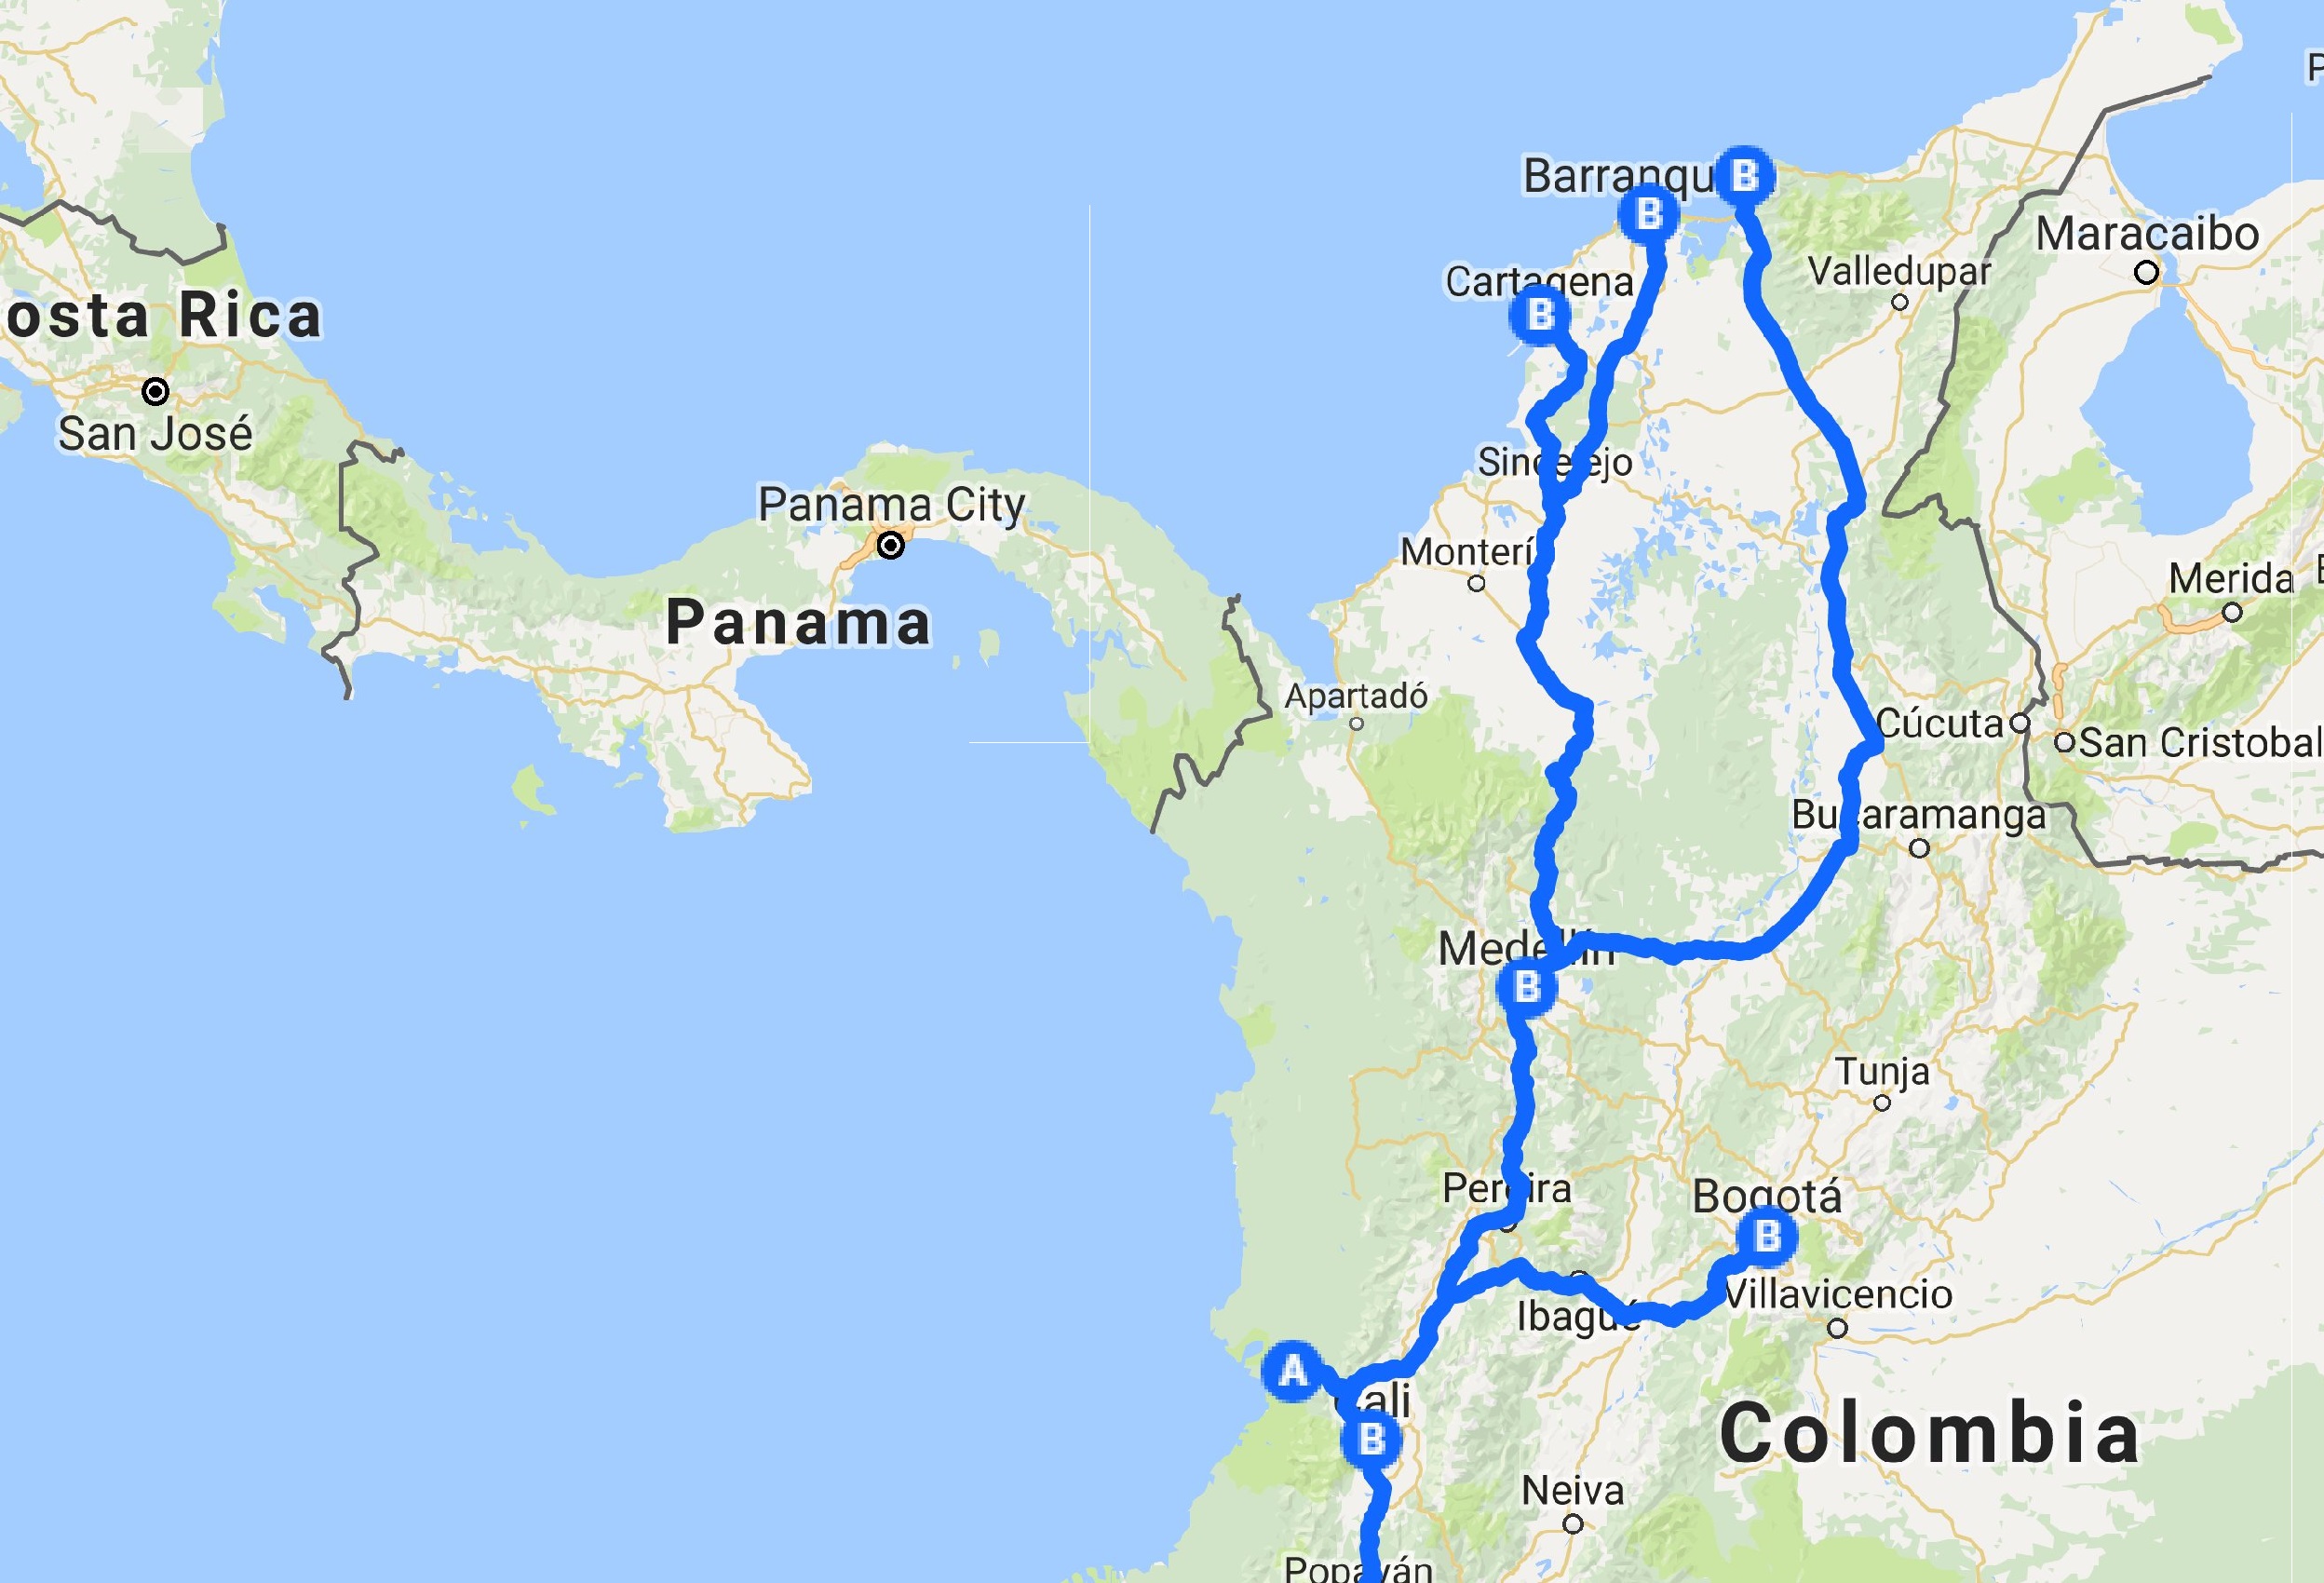 P
Barranqu
B
B
Maracaibo
Valledupar
Cartagena
B
osta Rica
San José
Sincelejo
Panama City
Montería
Merida
E
Panama
Apartadó
Cúcuta
San Cristobal
Bucaramanga
Medellín
B
Tunja
Pereira
Bogotá
B
Villavicencio
Ibagué
A
Cali
B
Colombia
Neiva
Popayán